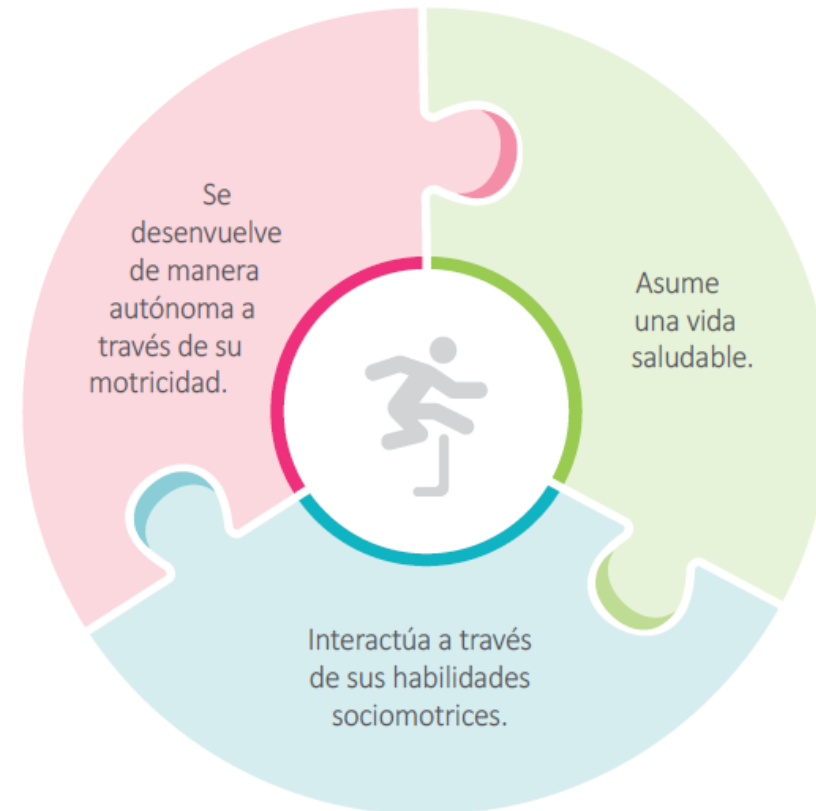 Se
desenvuelve
de manera
autónoma a
través de su
motricidad.
Asume
una vida
saludable.
Interactúa a través
de sus habilidades
sociomotrices.